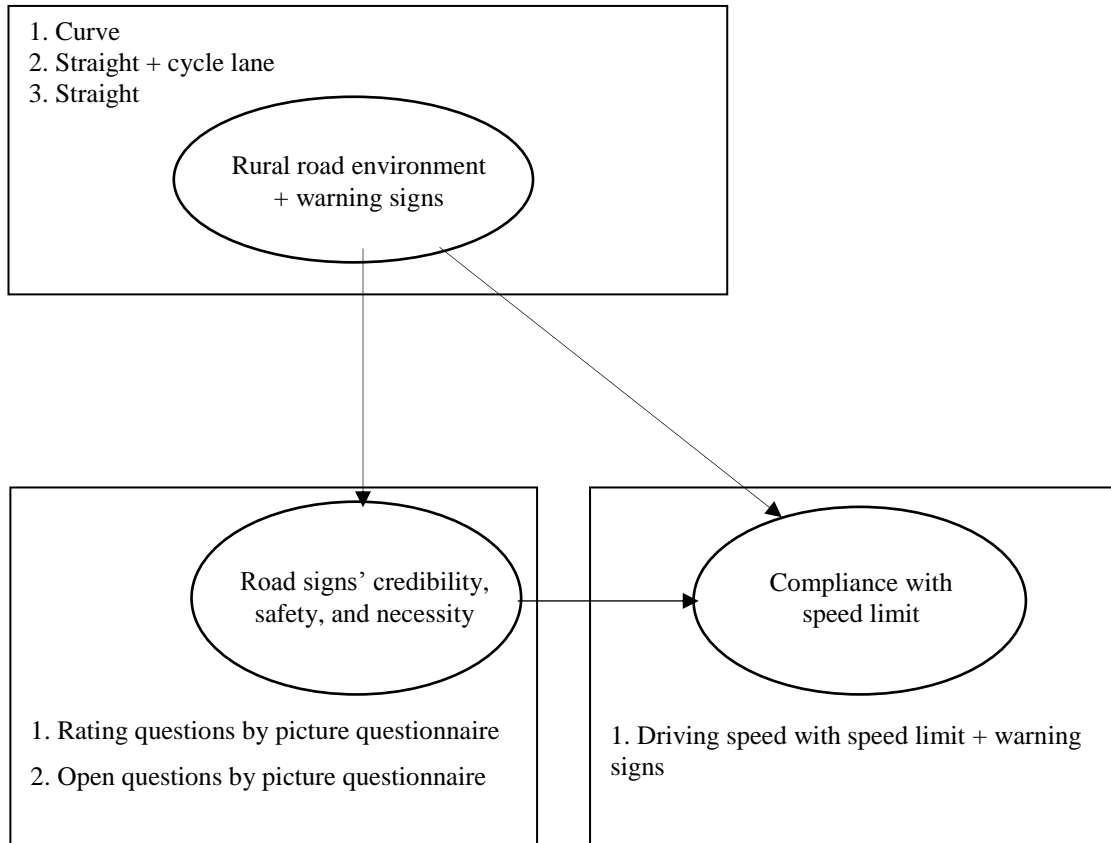 1. Curve
2. Straight + cycle lane
3. Straight
Rural road environment
+ warning signs
Road signs’ credibility,
safety, and necessity
1. Rating questions by picture questionnaire
2. Open questions by picture questionnaire
Compliance with
speed limit
1. Driving speed with speed limit + warning
signs